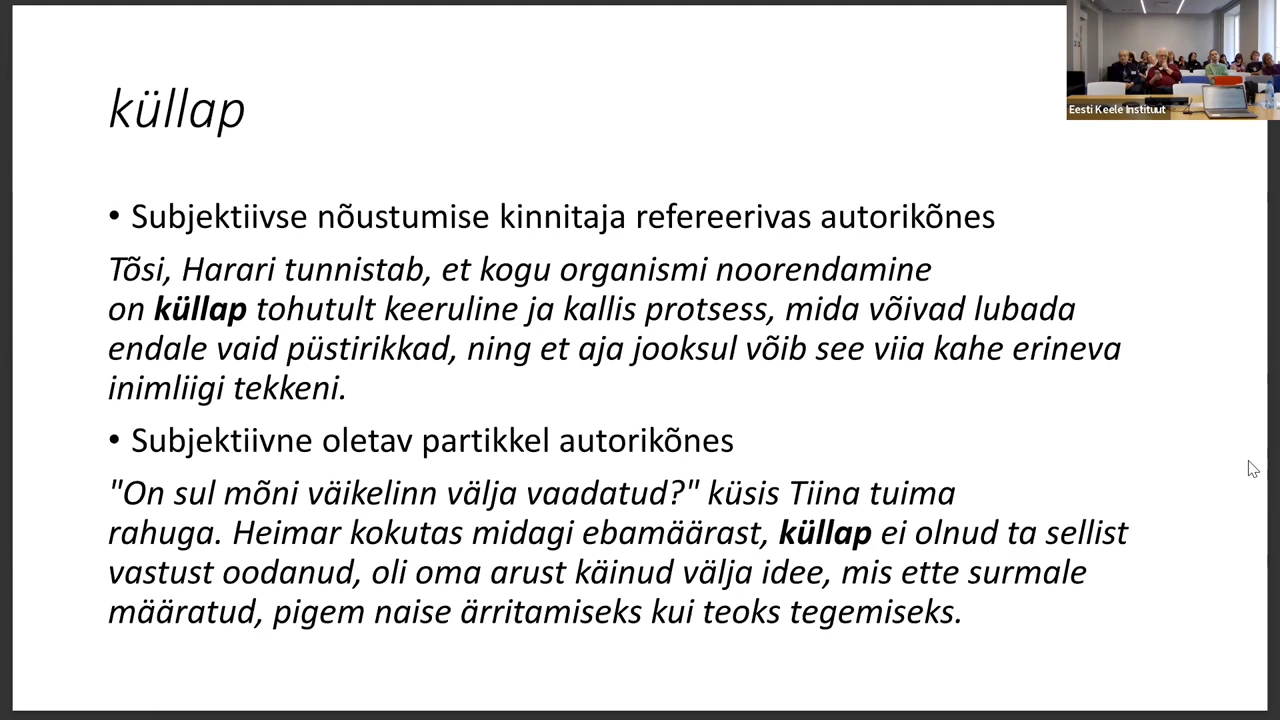 küllap
Eesti Keele Instituut
• Subjektiivse nõustumise kinnitaja refereerivas autorikõnes
Tõsi, Harari tunnistab, et kogu organismi noorendamine
on küllap tohutult keeruline ja kallis protsess, mida võivad lubada
endale vaid püstirikkad, ning et aja jooksul võib see viia kahe erineva
inimliigi tekkeni.
• Subjektiivne oletav partikkel autorikõnes
"On sul mõni väikelinn välja vaadatud?" küsis Tiina tuima
rahuga. Heimar kokutas midagi ebamäärast, küllap ei olnud ta sellist
vastust oodanud, oli oma arust käinud välja idee, mis ette surmale
määratud, pigem naise ärritamiseks kui teoks tegemiseks.